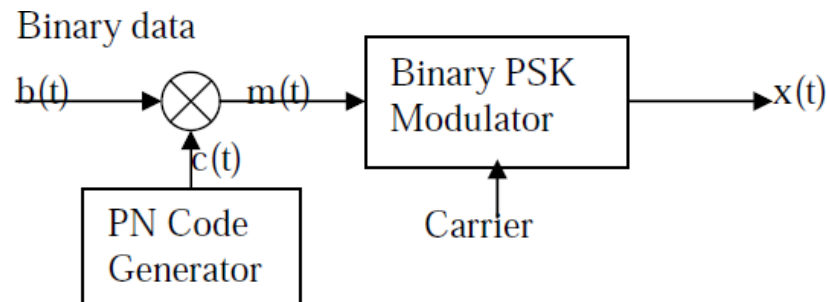 Binary data
b(t)
m(t)
Binary PSK
Modulator
x(t)
c(t)
PN Code
Generator
Carrier